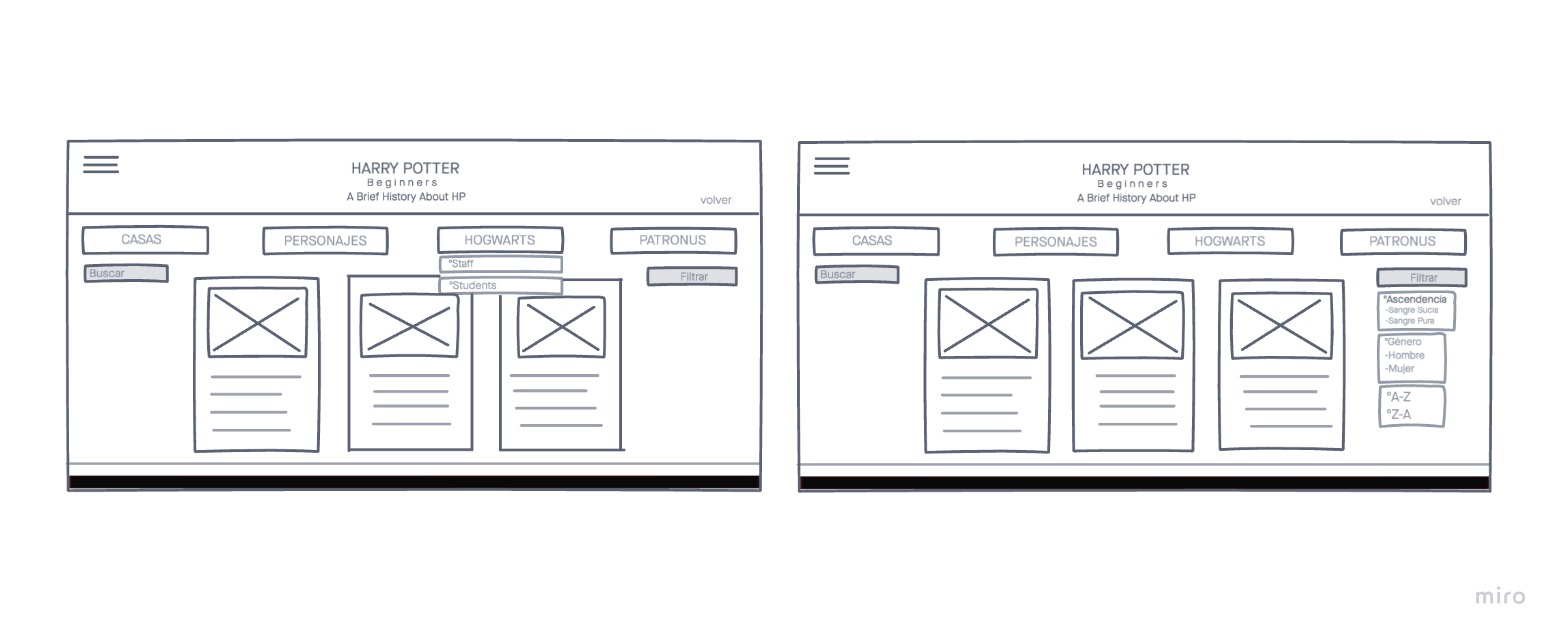 HARRY POTTER
Beginners
A Brief History About HP
volver
CASAS
PERSONAJES
HOGWARTS
PATRONUS
°Staff
Buscar
Filtrar
°Students
HARRY POTTER
Beginners
A Brief History About HP
volver
CASAS
PERSONAJES
HOGWARTS
PATRONUS
Buscar
Filtrar
°Ascendencia
-Sangre Sucia
-Sangre Pura
°Género
-Hombre
-Mujer
°A-Z
°Z-A
miro